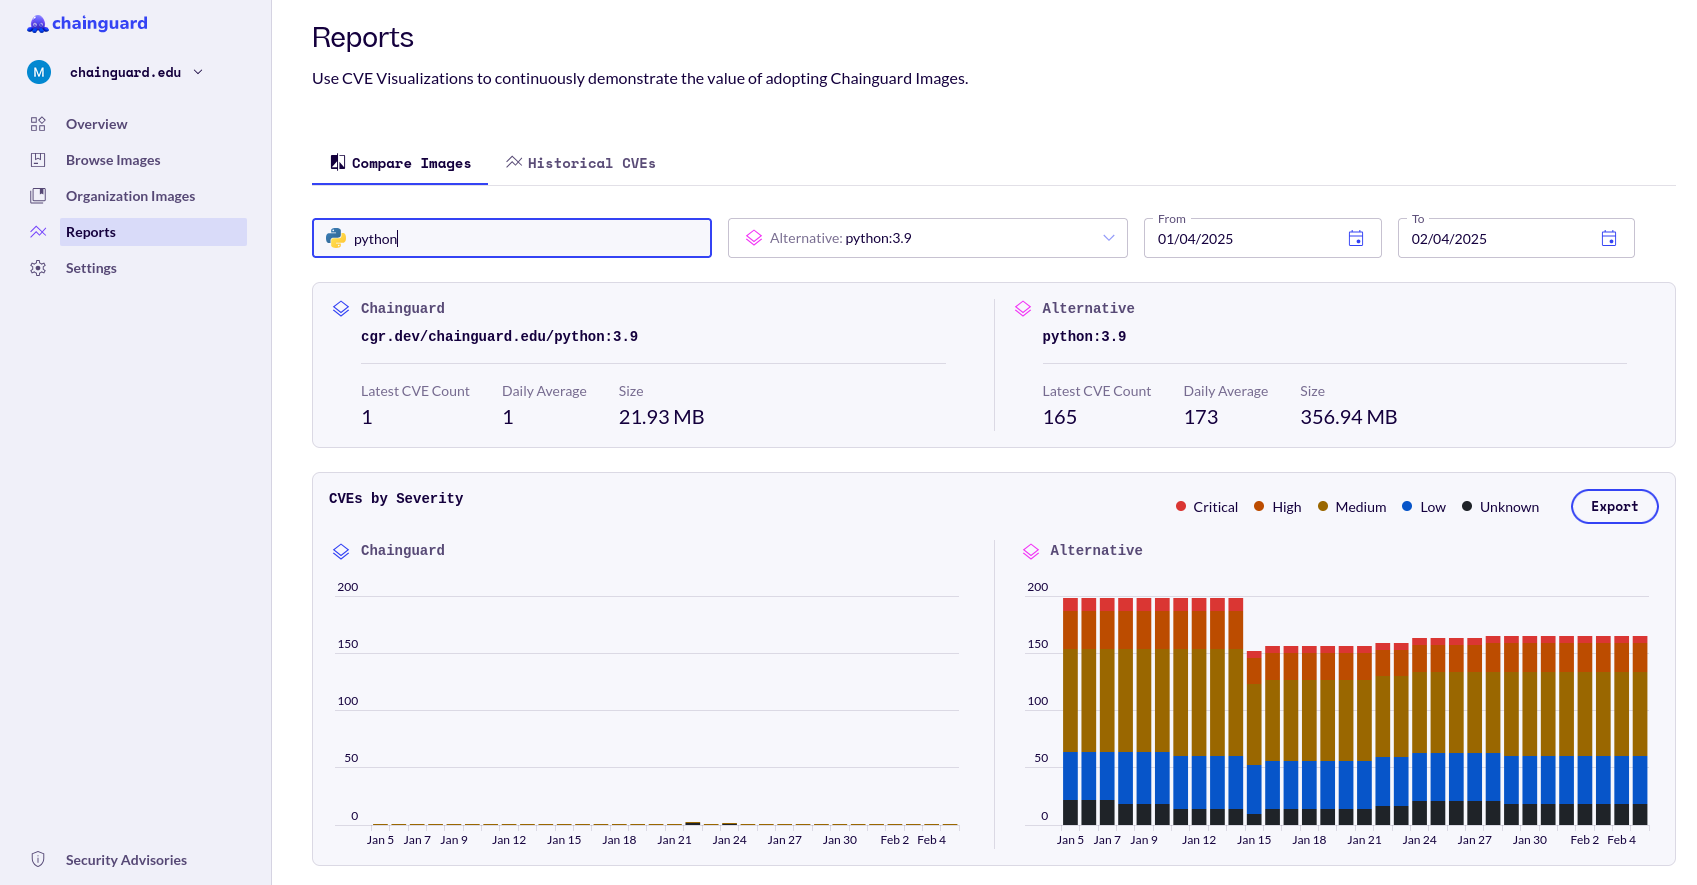 chainguard
M chainguard.edu
Overview
Browse Images
Organization Images
Reports
Settings
Security Advisories
Reports
Use CVE Visualizations to continuously demonstrate the value of adopting Chainguard Images.
Compare Images Historical CVEs
python
Alternative: python:3.9
From
01/04/2025
To
02/04/2025
Chainguard
cgr.dev/chainguard.edu/python:3.9
Latest CVE Count Daily Average Size
1 1 21.93 MB
Alternative
python:3.9
Latest CVE Count Daily Average Size
165 173 356.94 MB
CVEs by Severity
Critical High Medium Low Unknown
Export
Chainguard
200
150
100
50
0
Jan 5 Jan 7 Jan 9 Jan 12 Jan 15 Jan 18 Jan 21 Jan 24 Jan 27 Jan 30 Feb 2 Feb 4
Alternative
200
150
100
50
0
Jan 5 Jan 7 Jan 9 Jan 12 Jan 15 Jan 18 Jan 21 Jan 24 Jan 27 Jan 30 Feb 2 Feb 4